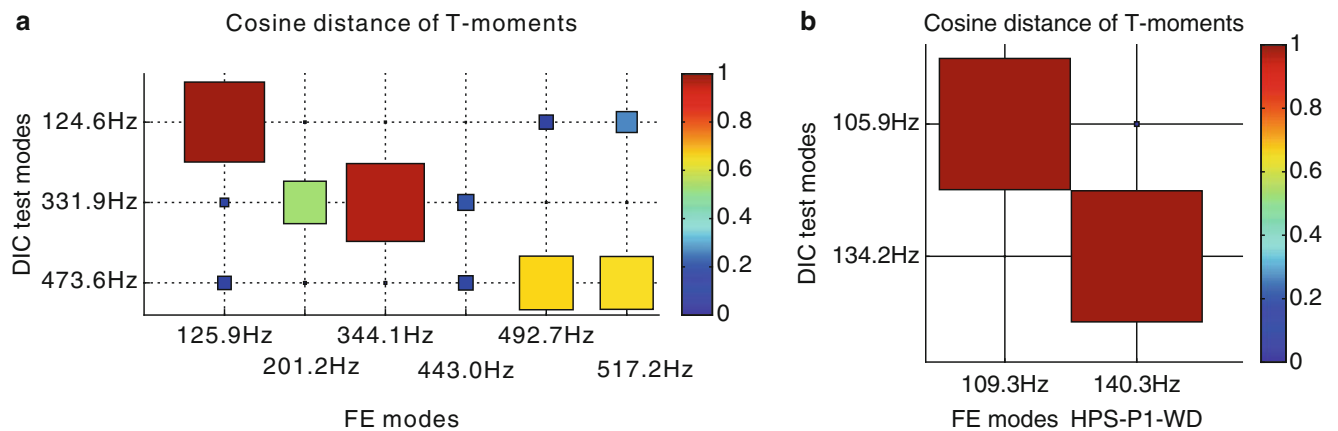 a
Cosine distance of T-moments
DIC test modes
124.6Hz
331.9Hz
473.6Hz
125.9Hz
344.1Hz
492.7Hz
201.2Hz
443.0Hz
517.2Hz
FE modes
1
0.8
0.6
0.4
0.2
0
b
Cosine distance of T-moments
DIC test modes
105.9Hz
134.2Hz
109.3Hz
140.3Hz
FE modes HPS-P1-WD
1
0.8
0.6
0.4
0.2
0